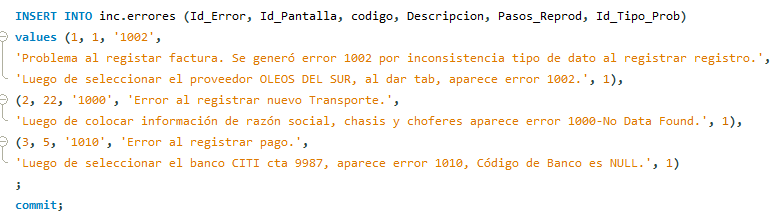 INSERT INTO inc.errores (Id_Error, Id_Pantalla, codigo, Descripcion, Pasos_Reprod, Id_Tipo_Prob)
values (1, 1, '1002',
'Problema al registar factura. Se generó error 1002 por inconsistencia tipo de dato al registrar registro.',
'Luego de seleccionar el proveedor OLEOS DEL SUR, al dar tab, aparece error 1002.', 1),
(2, 22, '1000', 'Error al registrar nuevo Transporte.',
'Luego de colocar información de razón social, chasis y choferes aparece error 1000-No Data Found.', 1),
(3, 5, '1010', 'Error al registrar pago.',
'Luego de seleccionar el banco CITI cta 9987, aparece error 1010, Código de Banco es NULL.', 1)
;
commit;